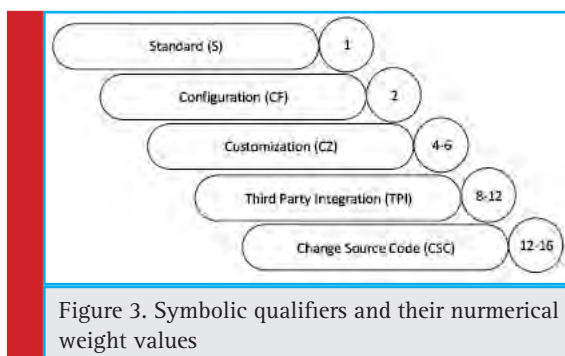 Standard (S) 1
Configuration (CF) 2
Customization (CZ) 4-6
Third Party Integration (TPI) 8-12
Change Source Code (CSC) 12-16
Figure 3. Symbolic qualifiers and their nurmerical
weight values